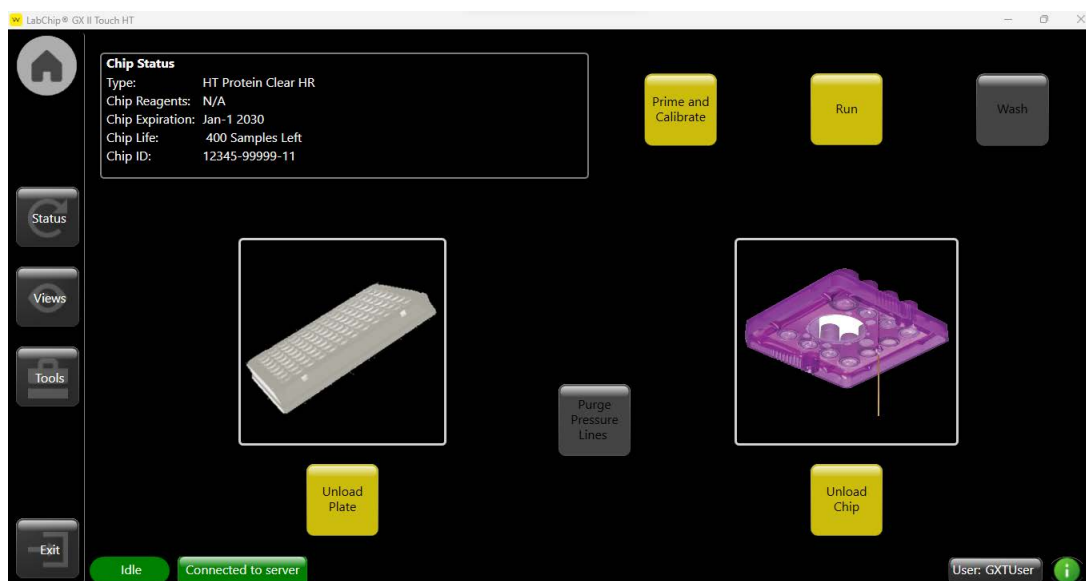 LabChip® GX II Touch HT
Chip Status
Type: HT Protein Clear HR
Chip Reagents: N/A
Chip Expiration: Jan-1 2030
Chip Life: 400 Samples Left
Chip ID: 12345-99999-11
Prime and
Calibrate
Run
Wash
Status
Views
Tools
Purge
Pressure
Lines
Unload
Plate
Unload
Chip
Exit
Idle
Connected to server
User: GXTUser
i